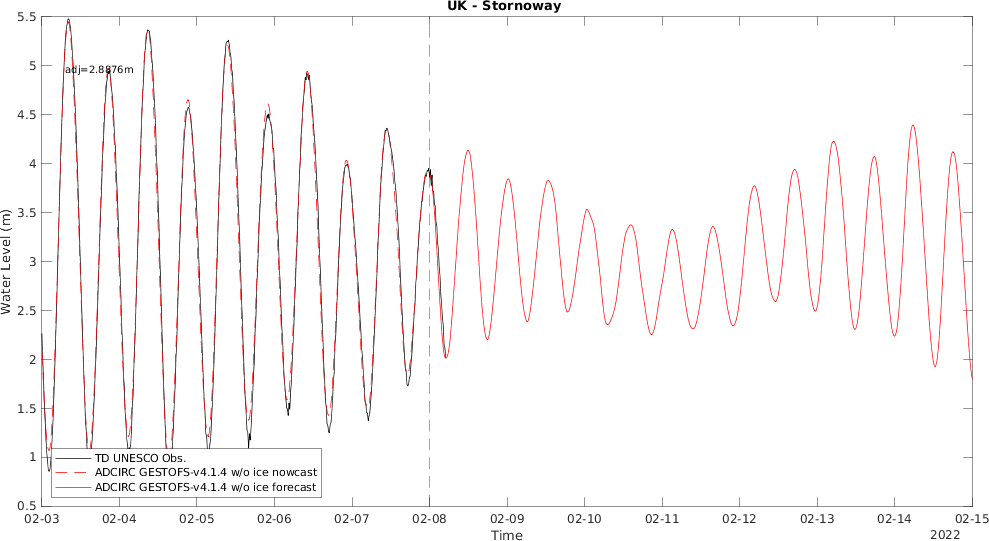 UK - Stornoway
5.5
5
4.5
4
3.5
3
2.5
2
1.5
1
0.5
Water Level (m)
adj=2.8876m
TD UNESCO Obs.
ADCIRC GESTOFS-v4.1.4 w/o ice nowcast
ADCIRC GESTOFS-v4.1.4 w/o ice forecast
02-03 02-04 02-05 02-06 02-07 02-08 02-09 02-10 02-11 02-12 02-13 02-14 02-15
Time
2022